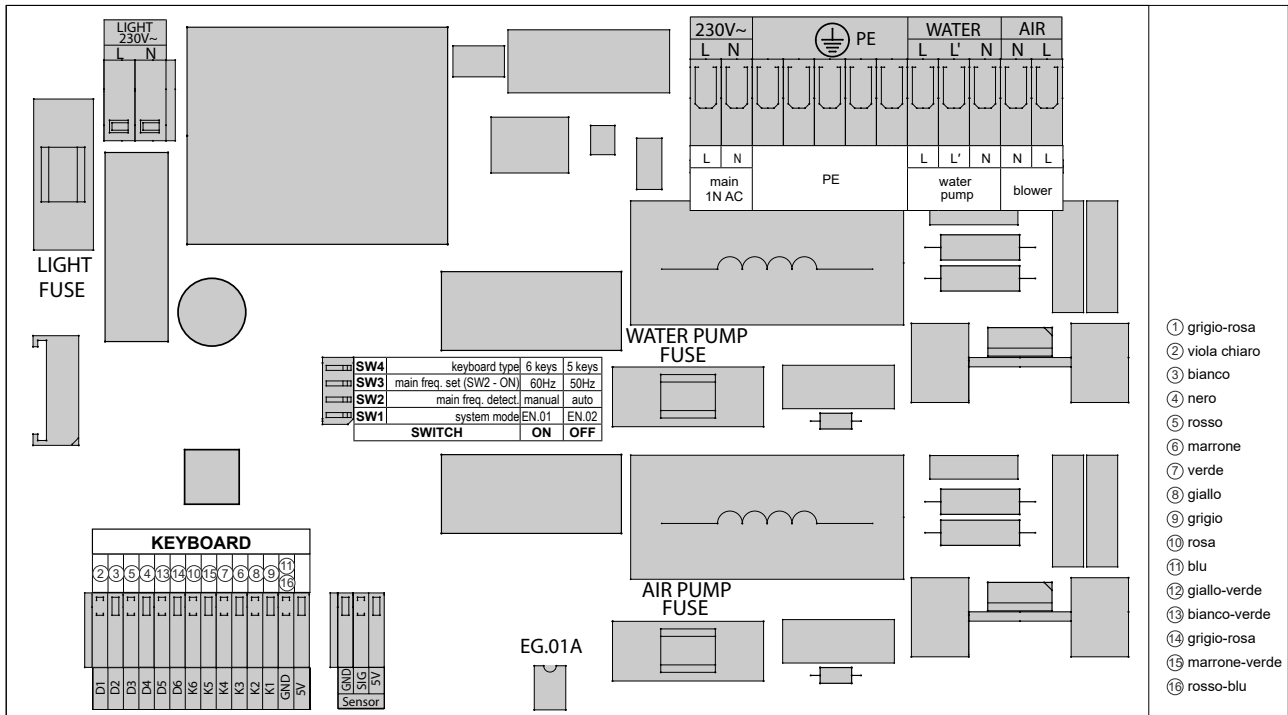 LIGHT
230V~
L N
LIGHT
FUSE
230V~ PE WATER AIR
L N L L' N N L
L N L L' N N L
main
1N AC
PE
water
pump
blower
WATER PUMP
FUSE
SW4 keyboard type 6 keys 5 keys
SW3 main freq. set (SW2 - ON) 60Hz 50Hz
SW2 main freq. detect. manual auto
SW1 system mode EN.01 EN.02
SWITCH ON OFF
AIR PUMP
FUSE
EG.01A
KEYBOARD
2 3 5 4 13 14 10 15 7 6 8 9 11 16
D1 D2 D3 D4 D5 D6 K6 K5 K4 K3 K2 K1 GND 5V
GND SIG 5V
Sensor
1 grigio-rosa
2 viola chiaro
3 bianco
4 nero
5 rosso
6 marrone
7 verde
8 giallo
9 grigio
10 rosa
11 blu
12 giallo-verde
13 bianco-verde
14 grigio-rosa
15 marrone-verde
16 rosso-blu